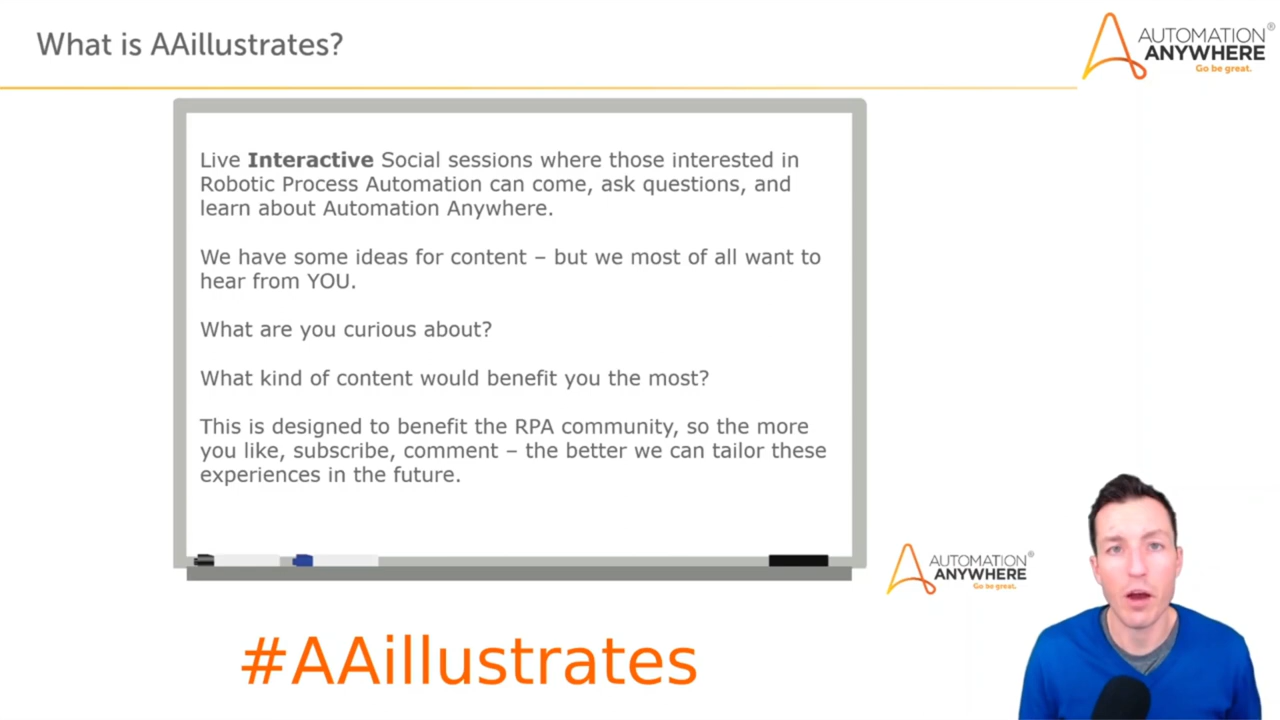 What is AAillustrates?
AUTOMATION
ANYWHERE
®
Go be great.
Live Interactive Social sessions where those interested in
Robotic Process Automation can come, ask questions, and
learn about Automation Anywhere.
We have some ideas for content – but we most of all want to
hear from YOU.
What are you curious about?
What kind of content would benefit you the most?
This is designed to benefit the RPA community, so the more
you like, subscribe, comment – the better we can tailor these
experiences in the future.
AUTOMATION
ANYWHERE
®
Go be great.
#AAillustrates